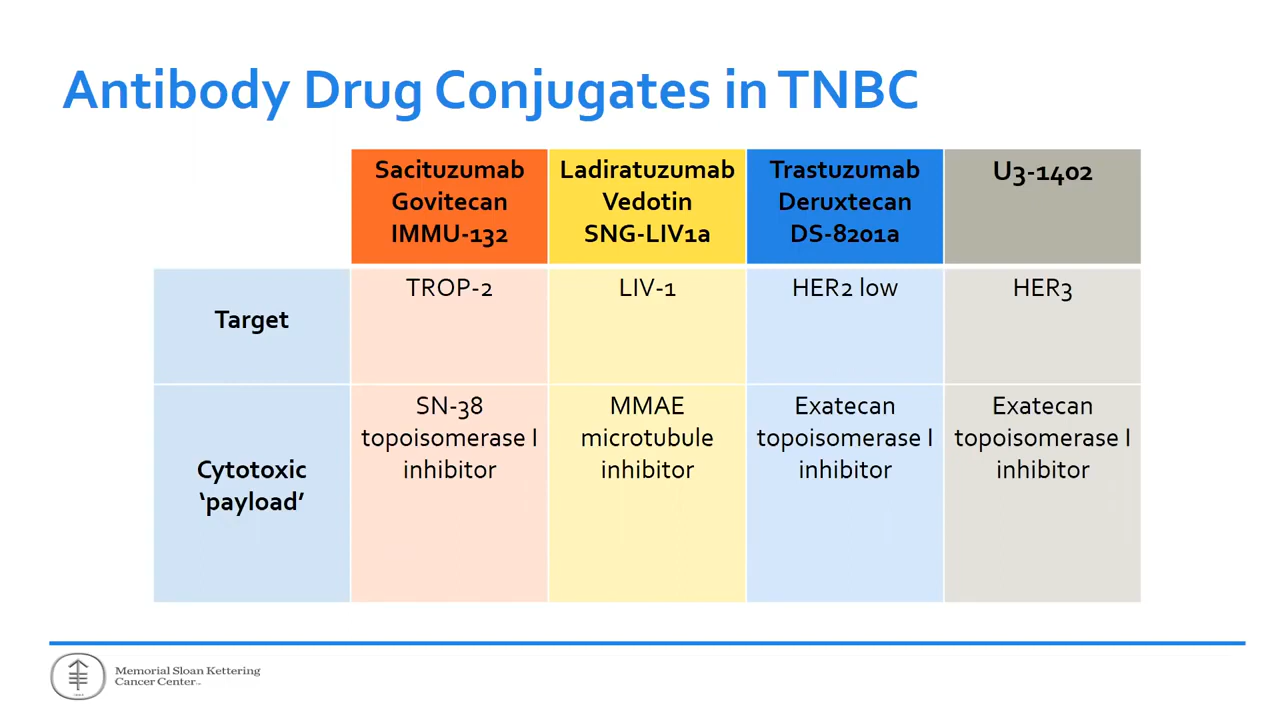 Antibody Drug Conjugates in TNBC
Sacituzumab
Govitecan
IMMU-132
Ladiratuzumab
Vedotin
SNG-LIV1a
Trastuzumab
Deruxtecan
DS-8201a
U3-1402
Target
TROP-2
LIV-1
HER2 low
HER3
Cytotoxic
‘payload’
SN-38
topoisomerase I
inhibitor
MMAE
microtubule
inhibitor
Exatecan
topoisomerase I
inhibitor
Exatecan
topoisomerase I
inhibitor
Memorial Sloan Kettering
Cancer Center